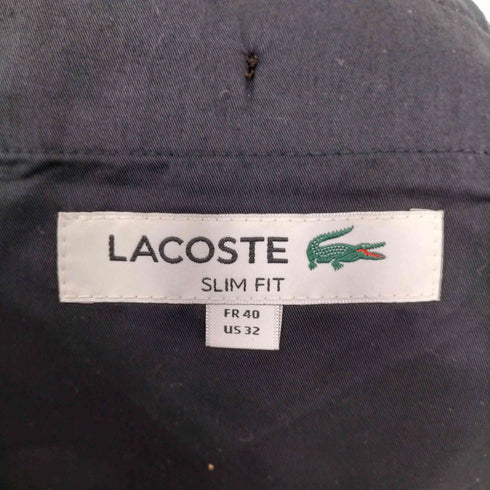 LACOSTE
SLIM FIT
FR 40
US 32